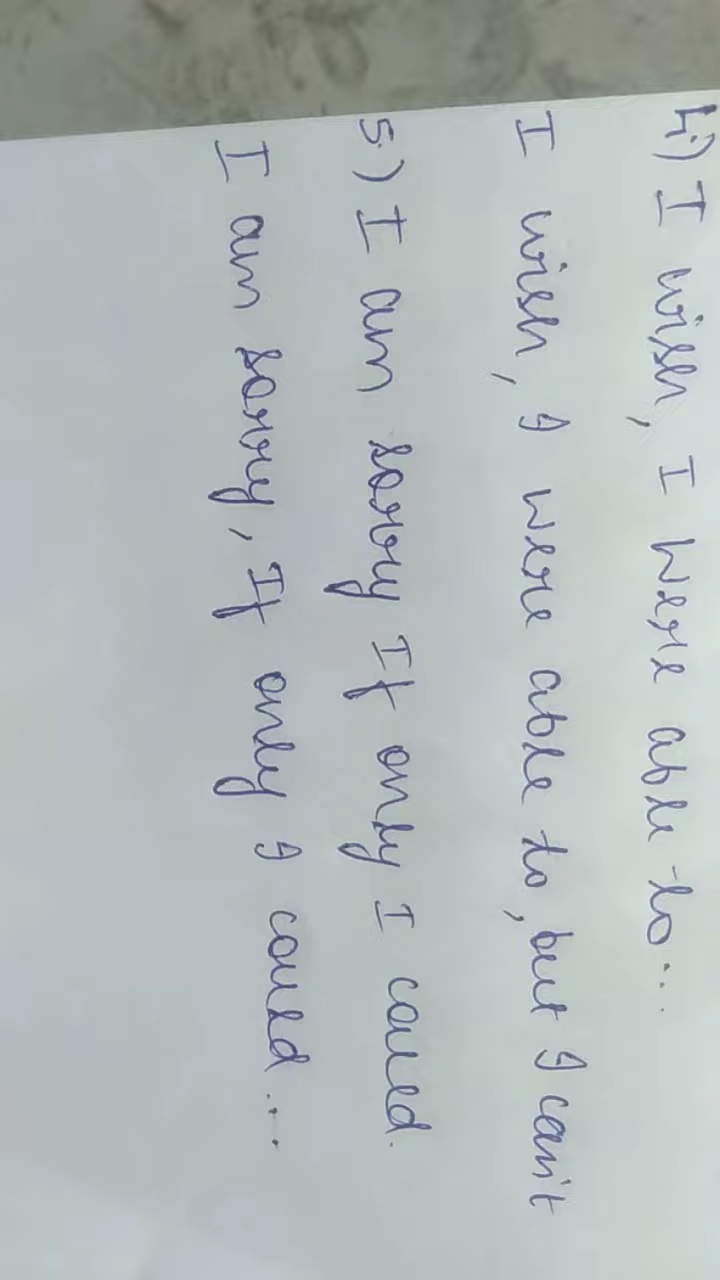 4.) I wish, I were able to...
I wish, I were able to, but I can't
5.) I am sorry If only I could.
I am sorry, If only I could ...